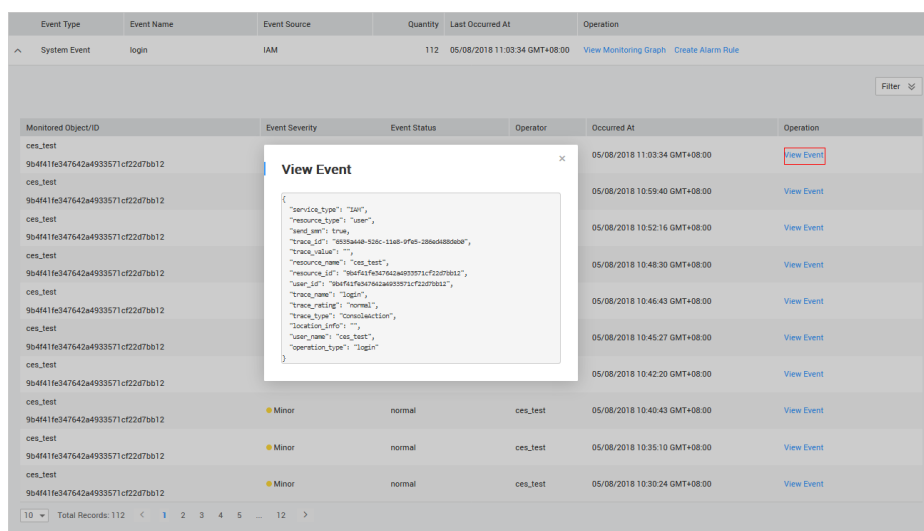 Event Type Event Name Event Source Quantity Last Occurred At Operation
System Event login IAM 112 05/08/2018 11:03:34 GMT+08:00 View Monitoring Graph Create Alarm Rule
Filter
Monitored Object/ID Event Severity Event Status Operator Occurred At Operation
ces_test
9b4f41fe347642a4933571cf22d7bb12 05/08/2018 11:03:34 GMT+08:00 View Event
ces_test
9b4f41fe347642a4933571cf22d7bb12 05/08/2018 10:59:40 GMT+08:00 View Event
ces_test
9b4f41fe347642a4933571cf22d7bb12 05/08/2018 10:52:16 GMT+08:00 View Event
ces_test
9b4f41fe347642a4933571cf22d7bb12 05/08/2018 10:48:30 GMT+08:00 View Event
ces_test
9b4f41fe347642a4933571cf22d7bb12 05/08/2018 10:46:43 GMT+08:00 View Event
ces_test
9b4f41fe347642a4933571cf22d7bb12 05/08/2018 10:45:27 GMT+08:00 View Event
ces_test
9b4f41fe347642a4933571cf22d7bb12 05/08/2018 10:42:20 GMT+08:00 View Event
ces_test
9b4f41fe347642a4933571cf22d7bb12 Minor normal ces_test 05/08/2018 10:40:43 GMT+08:00 View Event
ces_test
9b4f41fe347642a4933571cf22d7bb12 Minor normal ces_test 05/08/2018 10:35:10 GMT+08:00 View Event
ces_test
9b4f41fe347642a4933571cf22d7bb12 Minor normal ces_test 05/08/2018 10:30:24 GMT+08:00 View Event
10 Total Records: 112 < 1 2 3 4 5 ... 12 >
View Event ×
{
"service_type": "IAM",
"resource_type": "user",
"send_smn": true,
"trace_id": "6535a440-526c-11e8-9fe5-286ed488deb0",
"trace_value": "",
"resource_name": "ces_test",
"resource_id": "9b4f41fe347642a4933571cf22d7bb12",
"user_id": "9b4f41fe347642a4933571cf22d7bb12",
"trace_name": "login",
"trace_rating": "normal",
"trace_type": "ConsoleAction",
"location_info": "",
"user_name": "ces_test",
"operation_type": "login"
}